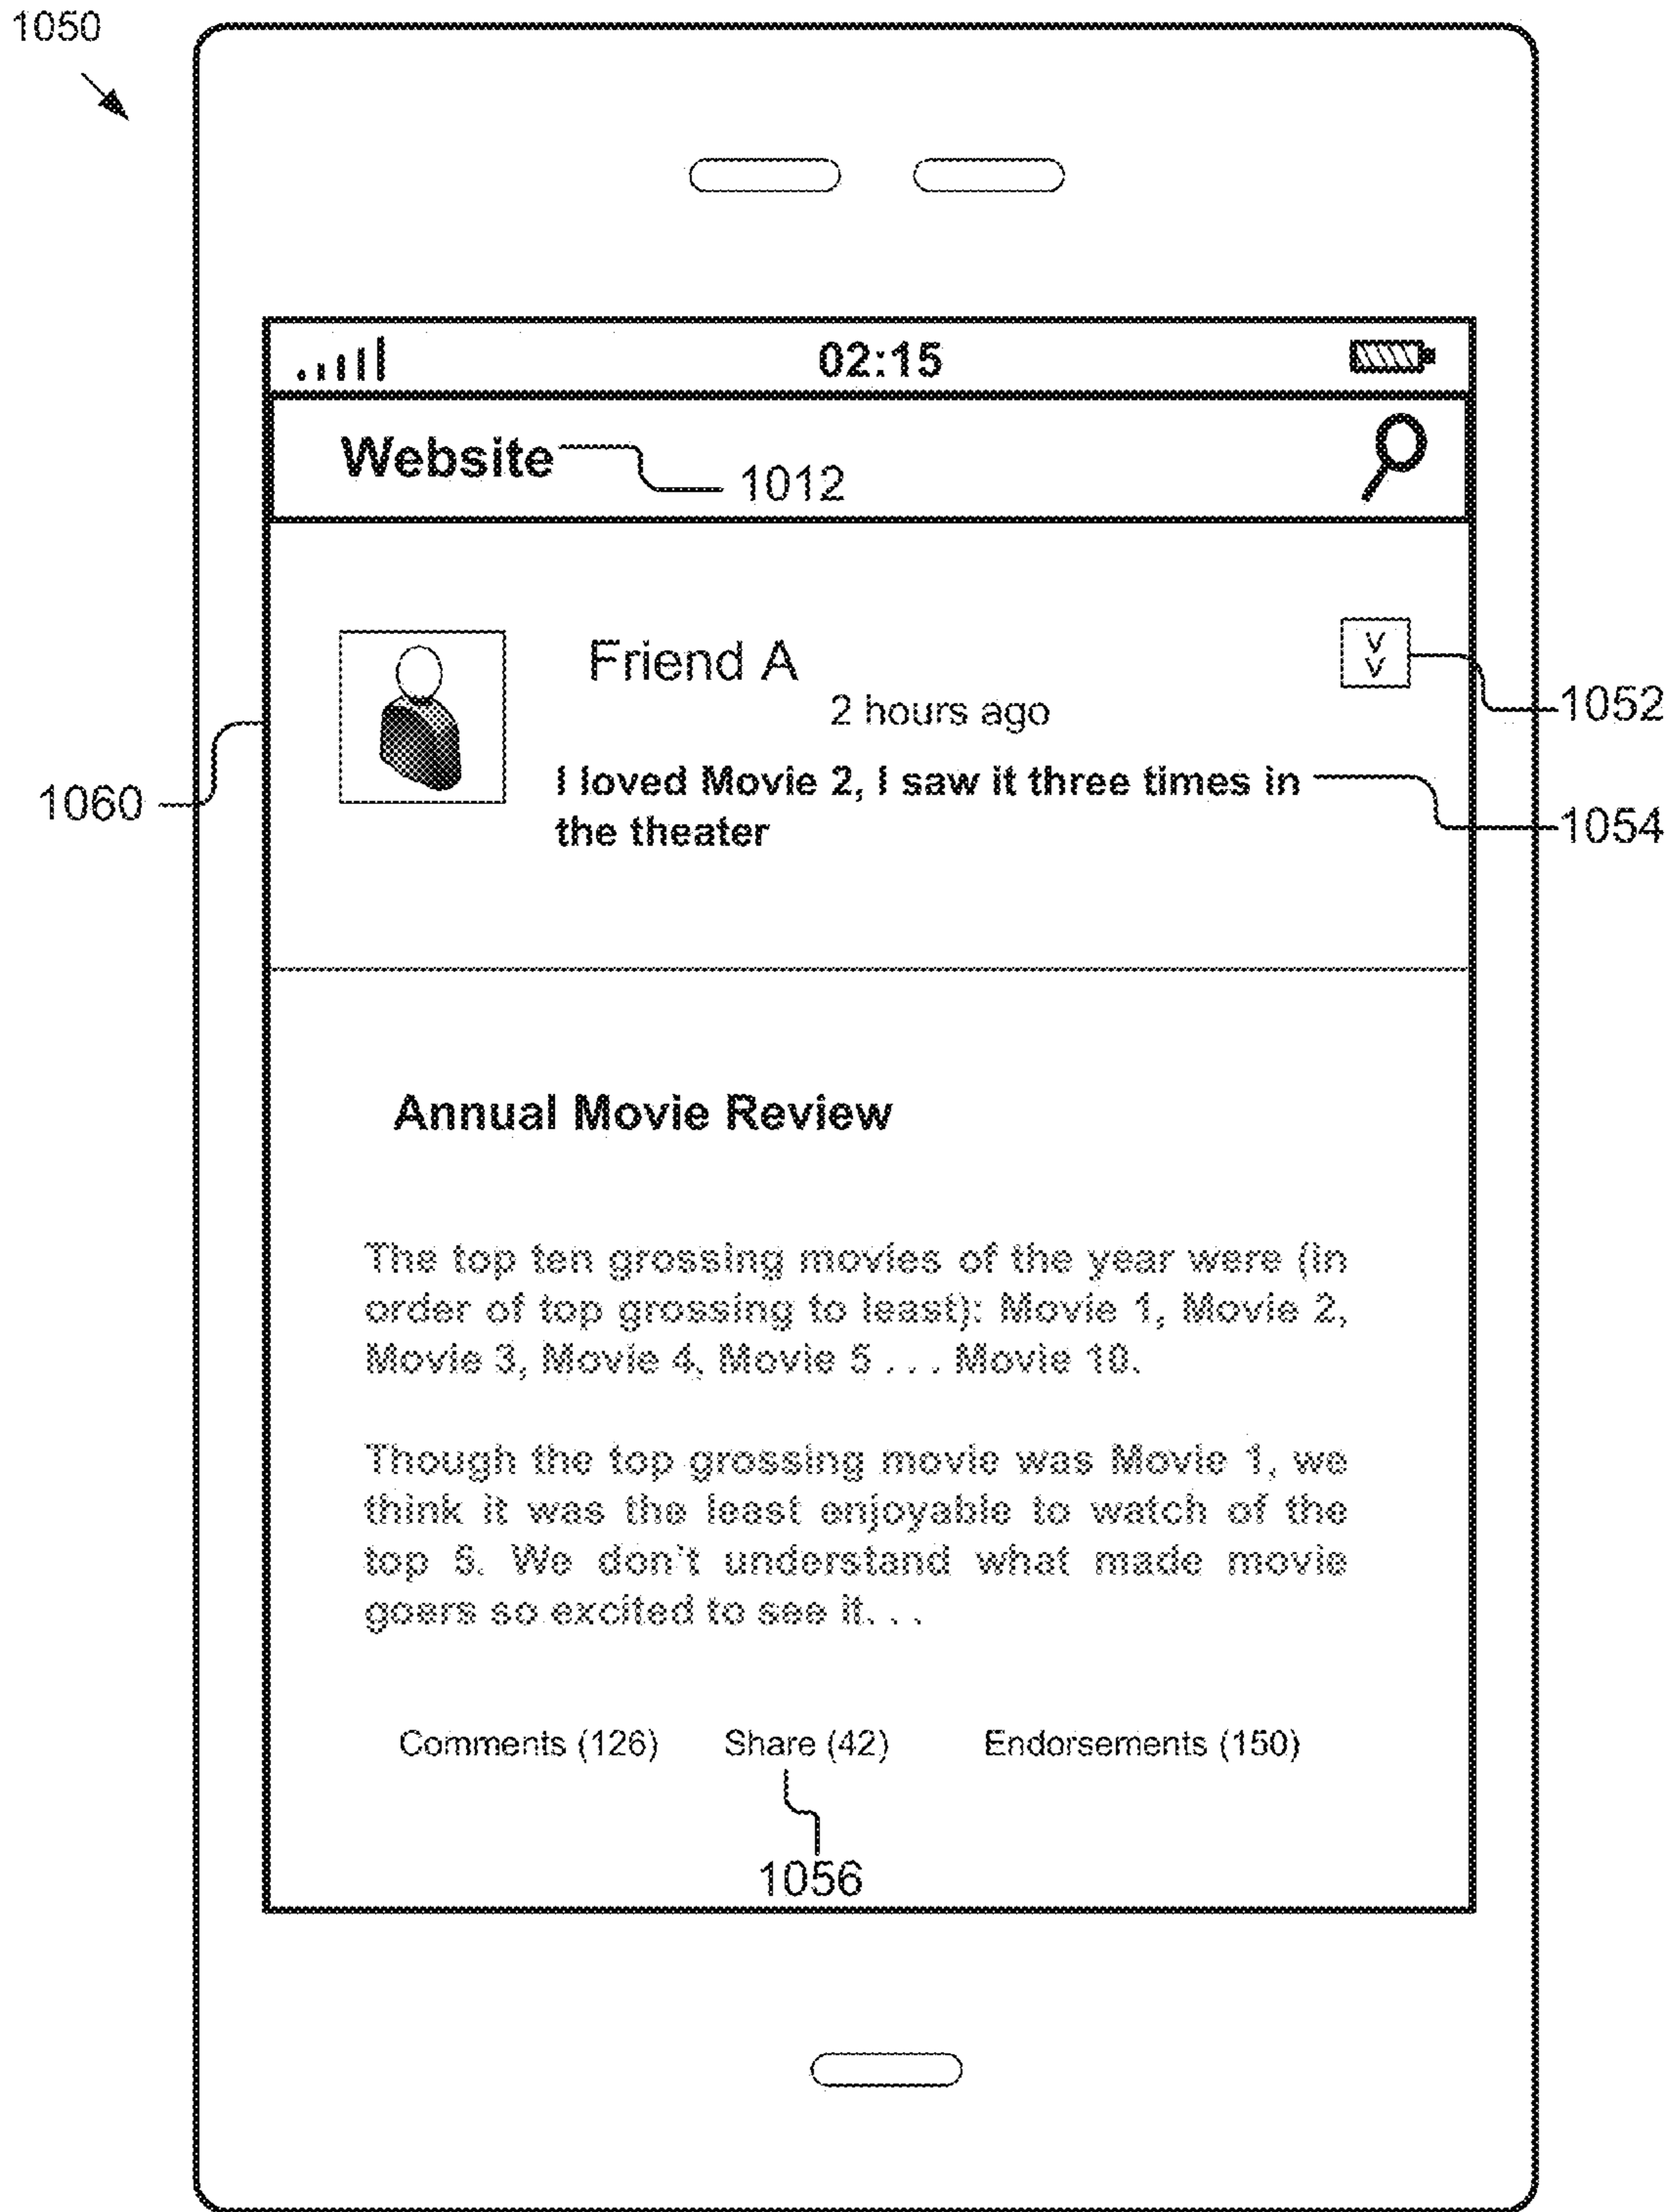 1050
02:15
Website
1012
Friend A
2 hours ago
1052
I loved Movie 2, I saw it three times in
the theater
1060
1054
Annual Movie Review
The top ten grossing movies of the year were (in
order of top grossing to least): Movie 1, Movie 2,
Movie 3, Movie 4, Movie 5 . . . Movie 10.
Though the top grossing movie was Movie 1, we
think it was the least enjoyable to watch of the
top 5. We don't understand what made movie
goers so excited to see it. . .
Comments (126) Share (42) Endorsements (150)
1056